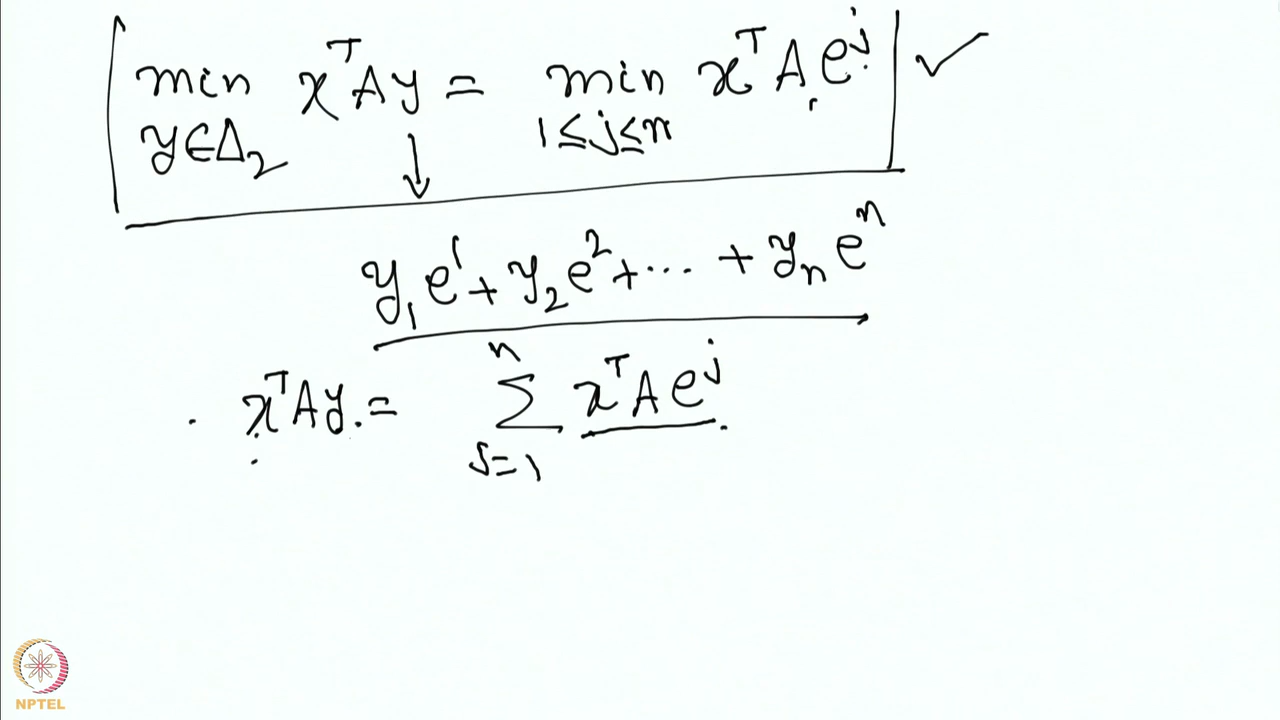 min xᵀAy = min xᵀAeʲ ✓
y∈Δ₂ 1≤j≤n
↓
y₁e¹+y₂e²+⋯+yₙeⁿ
n
. xᵀAy. = ∑ xᵀAeʲ.
j=1
NPTEL